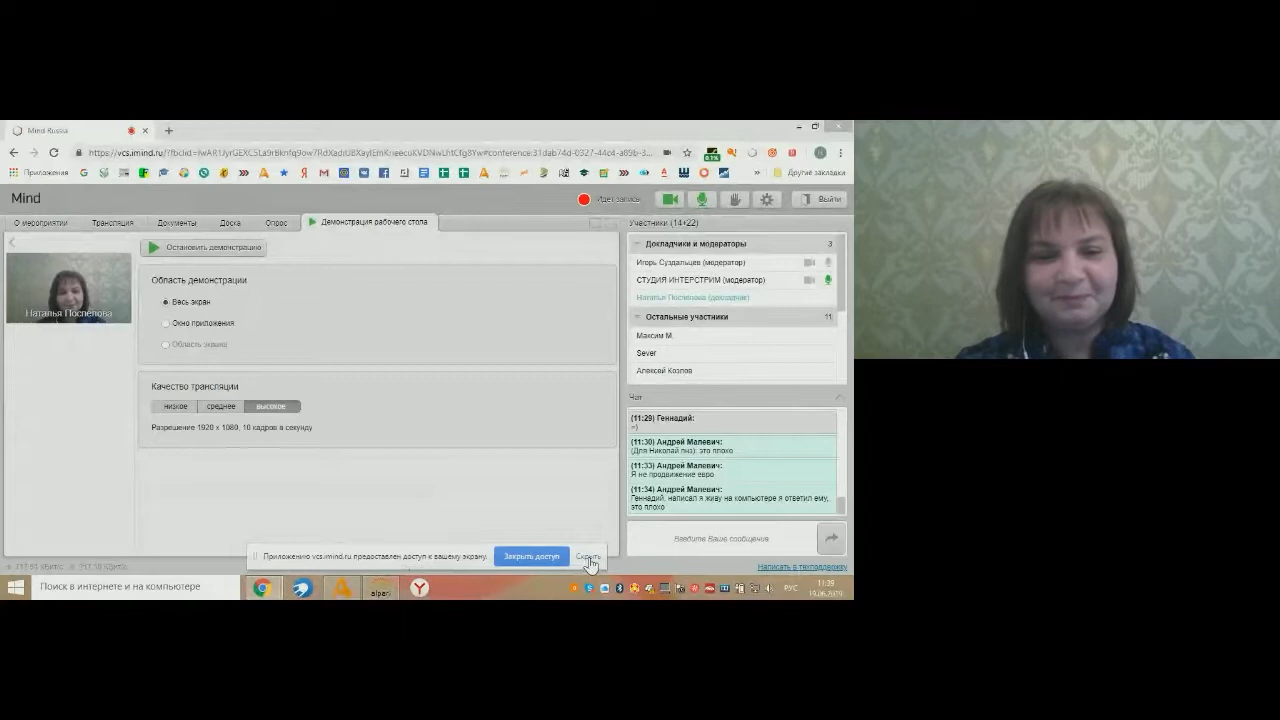 Mind Russia
Приложения
Другие закладки
Mind
Идет запись
Выйти
О мероприятии
Трансляция
Документы
Доска
Опрос
Демонстрация рабочего стола
Участники (14+22)
Остановить демонстрацию
Докладчики и модераторы 3
Игорь Суздальцев (модератор)
СТУДИЯ ИНТЕРСТРИМ (модератор)
Наталья Поспелова (докладчик)
Остальные участники 11
Максим М.
Sever
Алексей Козлов
Наталья Поспелова
Область демонстрации
Весь экран
Окно приложения
Область экрана
Качество трансляции
низкое среднее высокое
Разрешение 1920 x 1080, 10 кадров в секунду
Чат
(11:29) Геннадий:
=)
(11:30) Андрей Малевич:
(Для Николай лна): это плохо
(11:33) Андрей Малевич:
Я не продвижение евро
(11:34) Андрей Малевич:
Геннадий, написал я живу на компьютере я ответил ему,
это плохо
Введите Ваше сообщение
Приложению vcs.imind.ru предоставлен доступ к вашему экрану.
Закрыть доступ
Скрыть
Написать в техподдержку
Поиск в интернете и на компьютере
alpari
РУС
11:39
19.06.2019